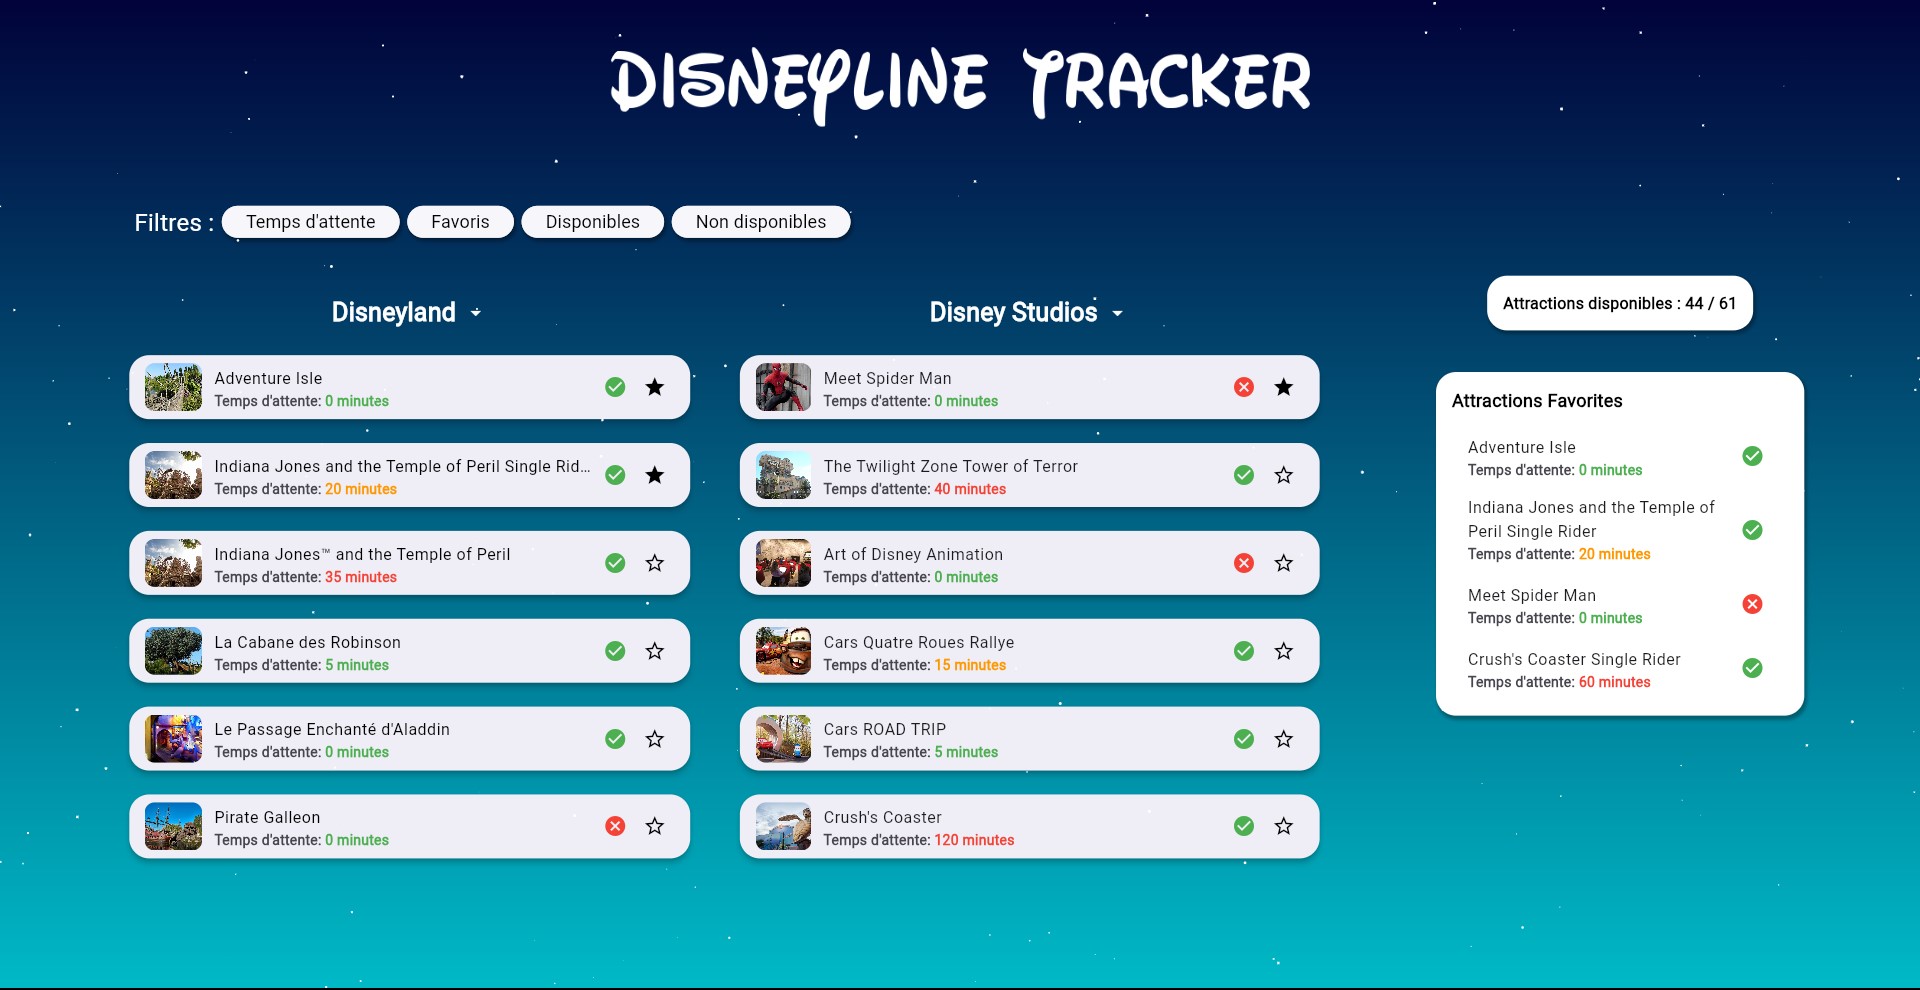 DISNEYLINE TRACKER
Filtres :
Temps d'attente
Favoris
Disponibles
Non disponibles
Disneyland
Adventure Isle
Temps d'attente: 0 minutes
Indiana Jones and the Temple of Peril Single Rid...
Temps d'attente: 20 minutes
Indiana Jones™ and the Temple of Peril
Temps d'attente: 35 minutes
La Cabane des Robinson
Temps d'attente: 5 minutes
Le Passage Enchanté d'Aladdin
Temps d'attente: 0 minutes
Pirate Galleon
Temps d'attente: 0 minutes
Disney Studios
Meet Spider Man
Temps d'attente: 0 minutes
The Twilight Zone Tower of Terror
Temps d'attente: 40 minutes
Art of Disney Animation
Temps d'attente: 0 minutes
Cars Quatre Roues Rallye
Temps d'attente: 15 minutes
Cars ROAD TRIP
Temps d'attente: 5 minutes
Crush's Coaster
Temps d'attente: 120 minutes
Attractions disponibles : 44 / 61
Attractions Favorites
Adventure Isle
Temps d'attente: 0 minutes
Indiana Jones and the Temple of
Peril Single Rider
Temps d'attente: 20 minutes
Meet Spider Man
Temps d'attente: 0 minutes
Crush's Coaster Single Rider
Temps d'attente: 60 minutes